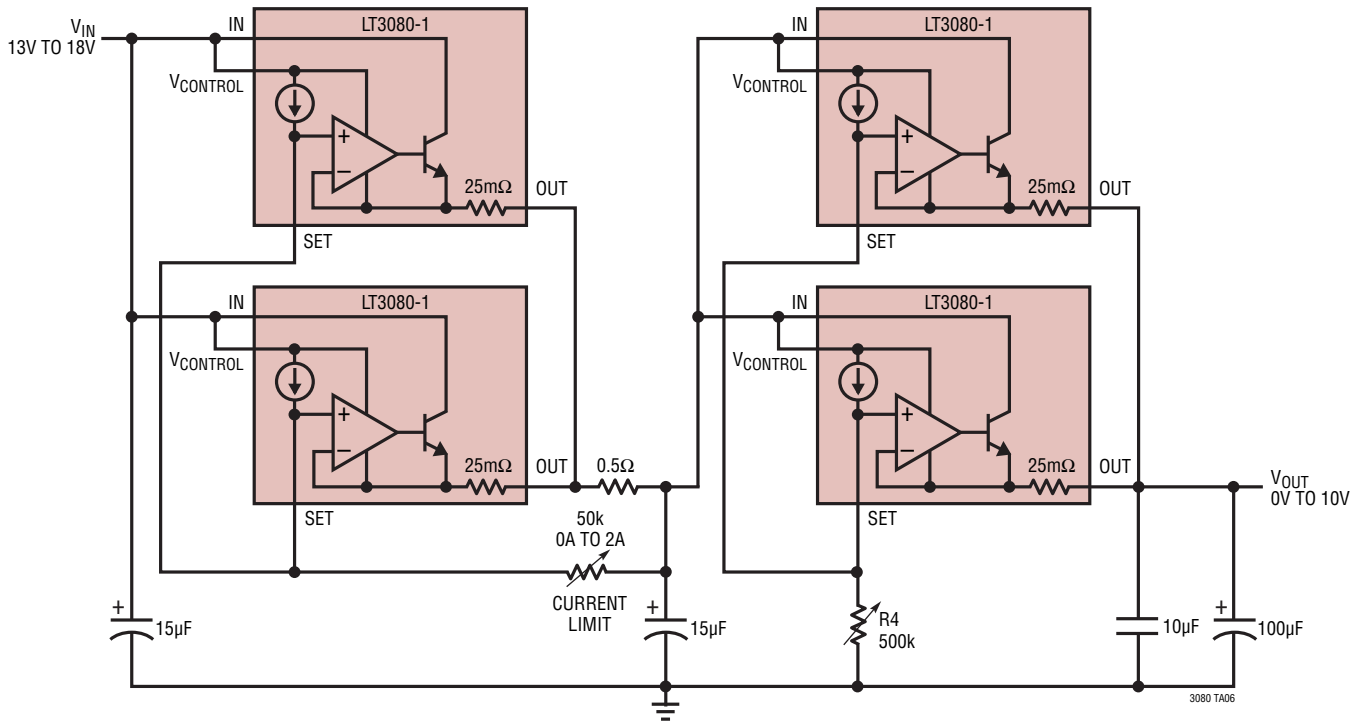 VIN
13V TO 18V
IN
LT3080-1
VCONTROL
+
–
25mΩ
OUT
SET
IN
LT3080-1
VCONTROL
+
–
25mΩ
OUT
SET
IN
LT3080-1
VCONTROL
+
–
25mΩ
OUT
0.5Ω
SET
50k
0A TO 2A
CURRENT
LIMIT
IN
LT3080-1
VCONTROL
+
–
25mΩ
OUT
SET
VOUT
0V TO 10V
+
15µF
+
15µF
R4
500k
10µF
+
100µF
3080 TA06